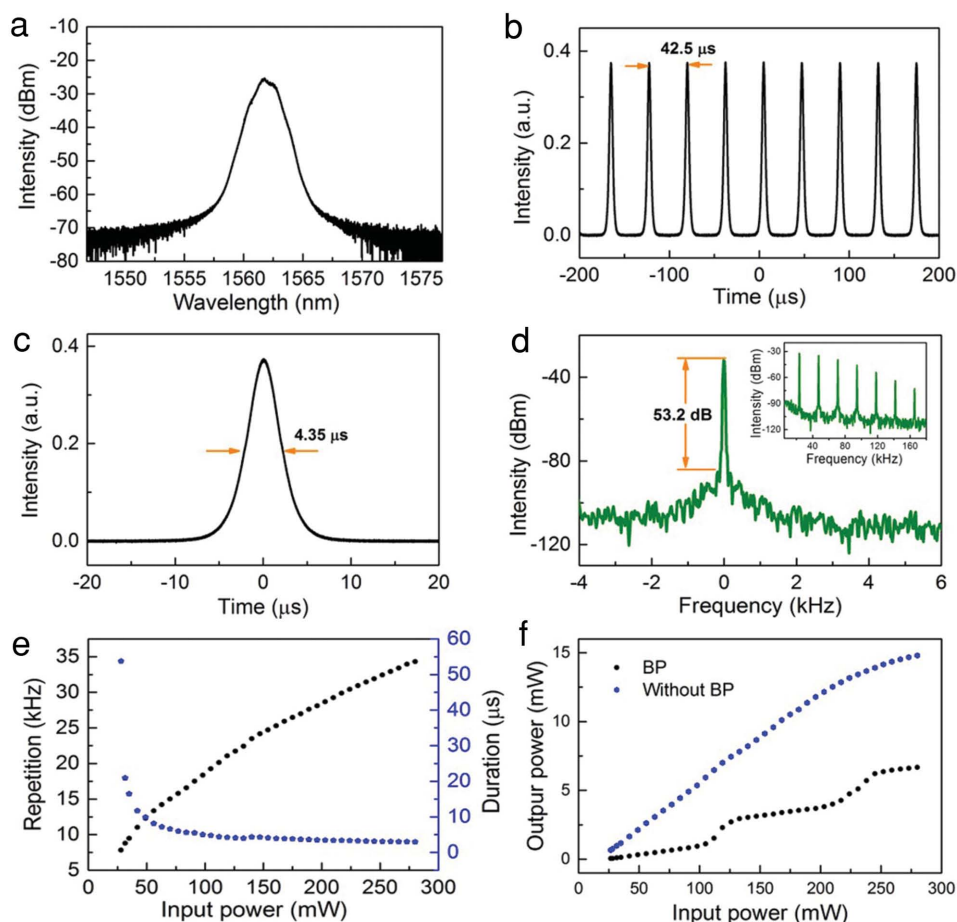 a
-10
-20
-30
-40
-50
-60
-70
-80
Intensity (dBm)
1550 1555 1560 1565 1570 1575
Wavelength (nm)
b
42.5 μs
0.4
0.2
0.0
Intensity (a.u.)
-200 -100 0 100 200
Time (μs)
c
4.35 μs
0.4
0.2
0.0
Intensity (a.u.)
-20 -10 0 10 20
Time (μs)
d
53.2 dB
-40
-80
-120
Intensity (dBm)
-4 -2 0 2 4 6
Frequency (kHz)
-30
-60
-90
-120
Intensity (dBm)
40 80 120 160
Frequency (kHz)
e
35
30
25
20
15
10
5
Repetition (kHz)
60
50
40
30
20
10
0
Duration (μs)
0 50 100 150 200 250 300
Input power (mW)
f
BP
Without BP
15
10
5
0
Outpur power (mW)
0 50 100 150 200 250 300
Input power (mW)